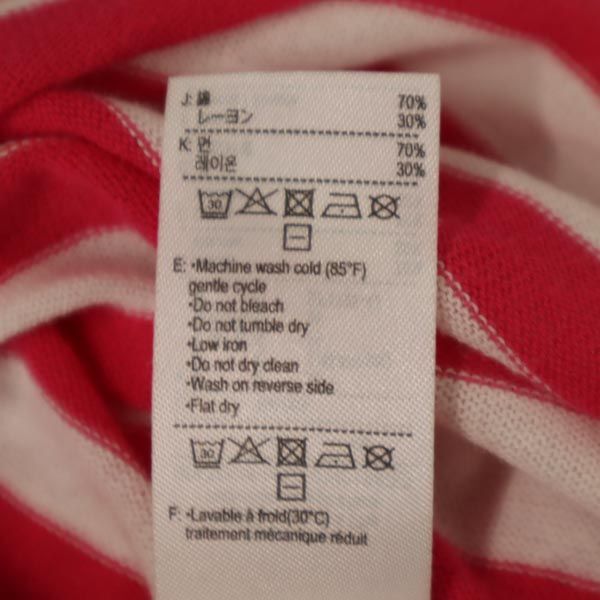 J: 綿 70%
レーヨン 30%
K: 면 70%
레이온 30%
30
E: •Machine wash cold (85°F)
gentle cycle
•Do not bleach
•Do not tumble dry
•Low iron
•Do not dry clean
•Wash on reverse side
•Flat dry
30
F: •Lavable à froid(30°C)
traitement mécanique réduit